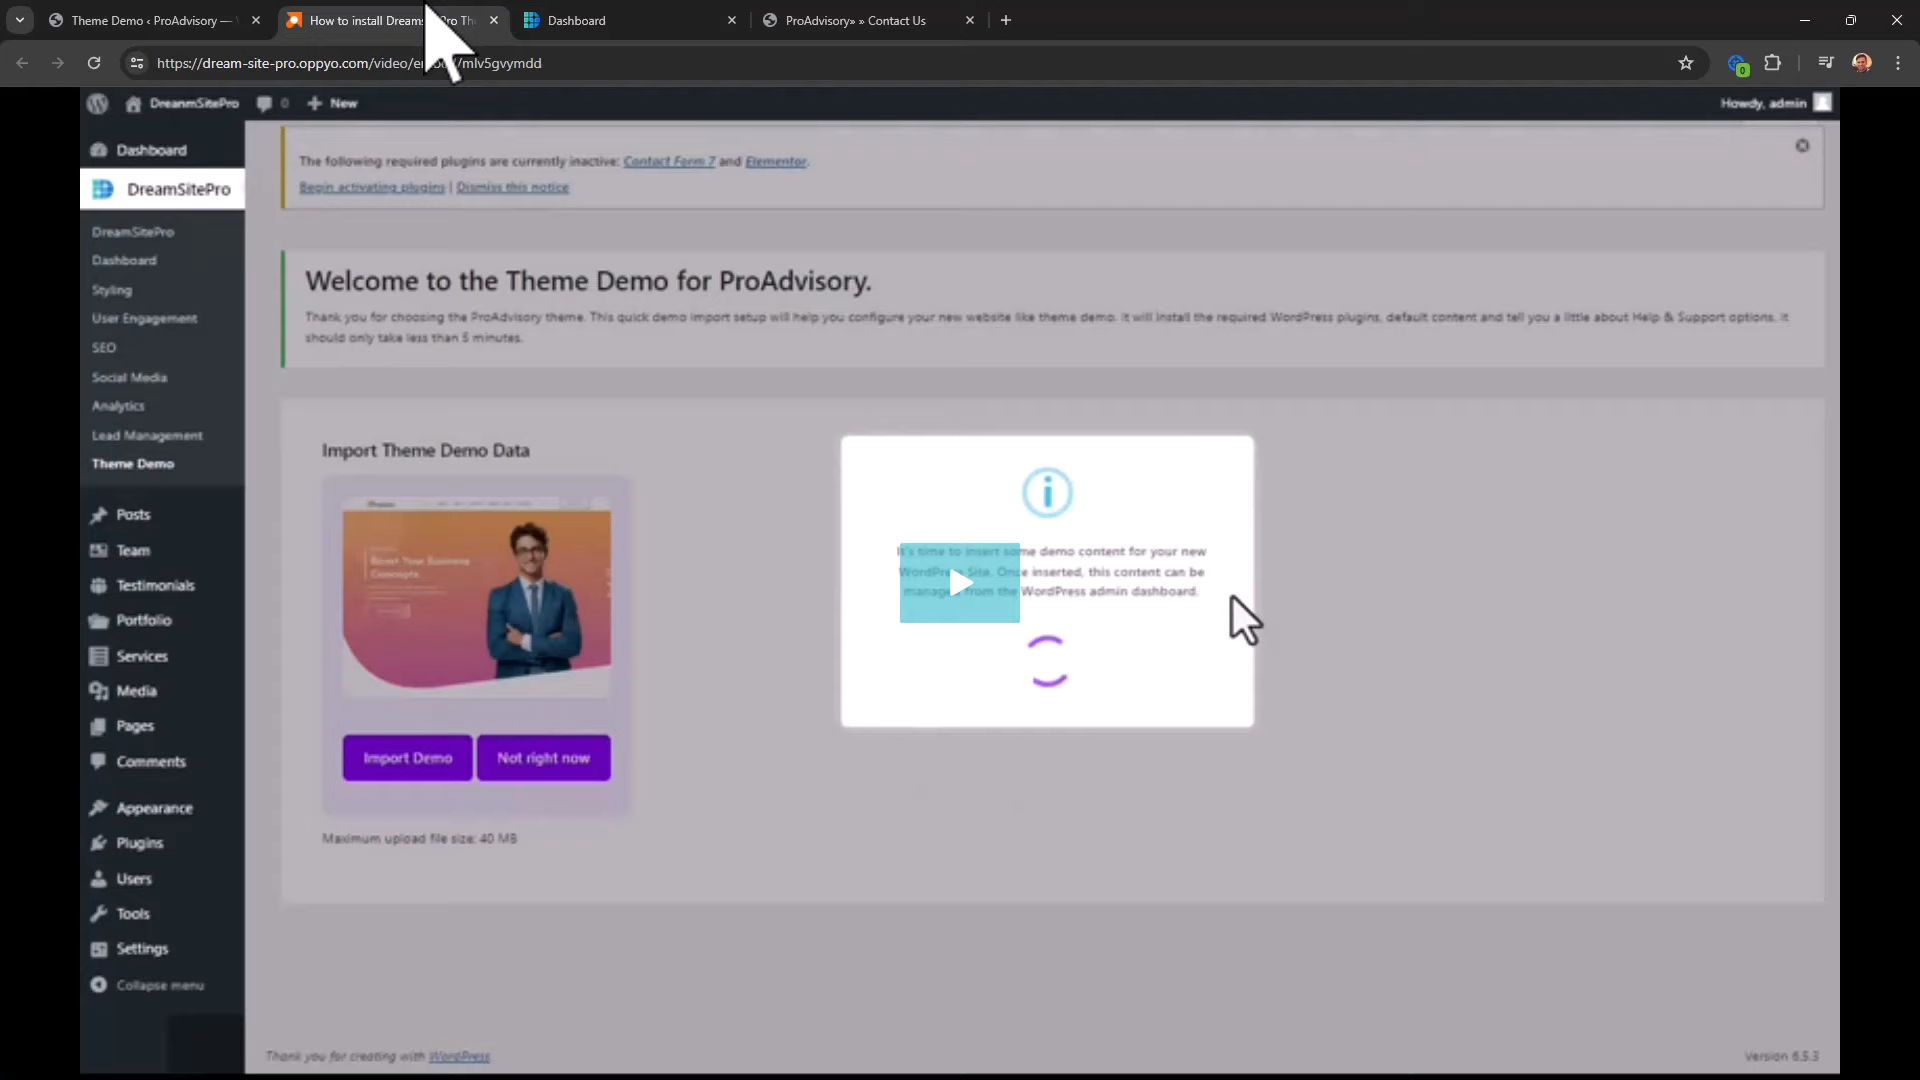 Theme Demo ‹ ProAdvisory —
How to install Dreams Pro Th
Dashboard
ProAdvisory» » Contact Us
https://dream-site-pro.oppyo.com/video/e /mlv5gvymdd
0
DreanmSitePro
0
New
Howdy, admin
Dashboard
DreamSitePro
DreamSitePro
Dashboard
Styling
User Engagement
SEO
Social Media
Analytics
Lead Management
Theme Demo
Posts
Team
Testimonials
Portfolio
Services
Media
Pages
Comments
Appearance
Plugins
Users
Tools
Settings
Collapse menu
The following required plugins are currently inactive: Contact Form 7 and Elementor.
Begin activating plugins | Dismiss this notice
Welcome to the Theme Demo for ProAdvisory.
Thank you for choosing the ProAdvisory theme. This quick demo import setup will help you configure your new website like theme demo. It will install the required WordPress plugins, default content and tell you a little about Help & Support options. It
should only take less than 5 minutes.
Import Theme Demo Data
Boost Your Business
Concepts
Import Demo
Not right now
Maximum upload file size: 40 MB
It's time to insert some demo content for your new
WordPress Site. Once inserted, this content can be
managed from the WordPress admin dashboard.
Thank you for creating with WordPress
Version 6.5.3